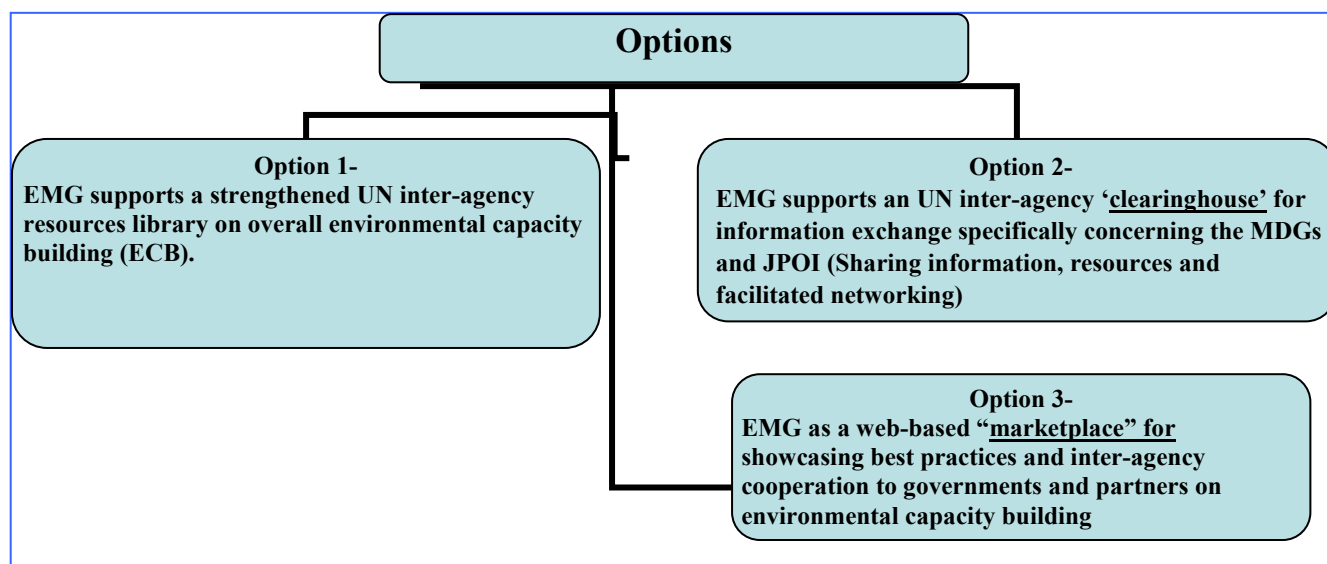 Options
Option 1-
EMG supports a strengthened UN inter-agency
resources library on overall environmental capacity
building (ECB).
Option 2-
EMG supports an UN inter-agency ‘clearinghouse’ for
information exchange specifically concerning the MDGs
and JPOI (Sharing information, resources and
facilitated networking)
Option 3-
EMG as a web-based “marketplace” for
showcasing best practices and inter-agency
cooperation to governments and partners on
environmental capacity building